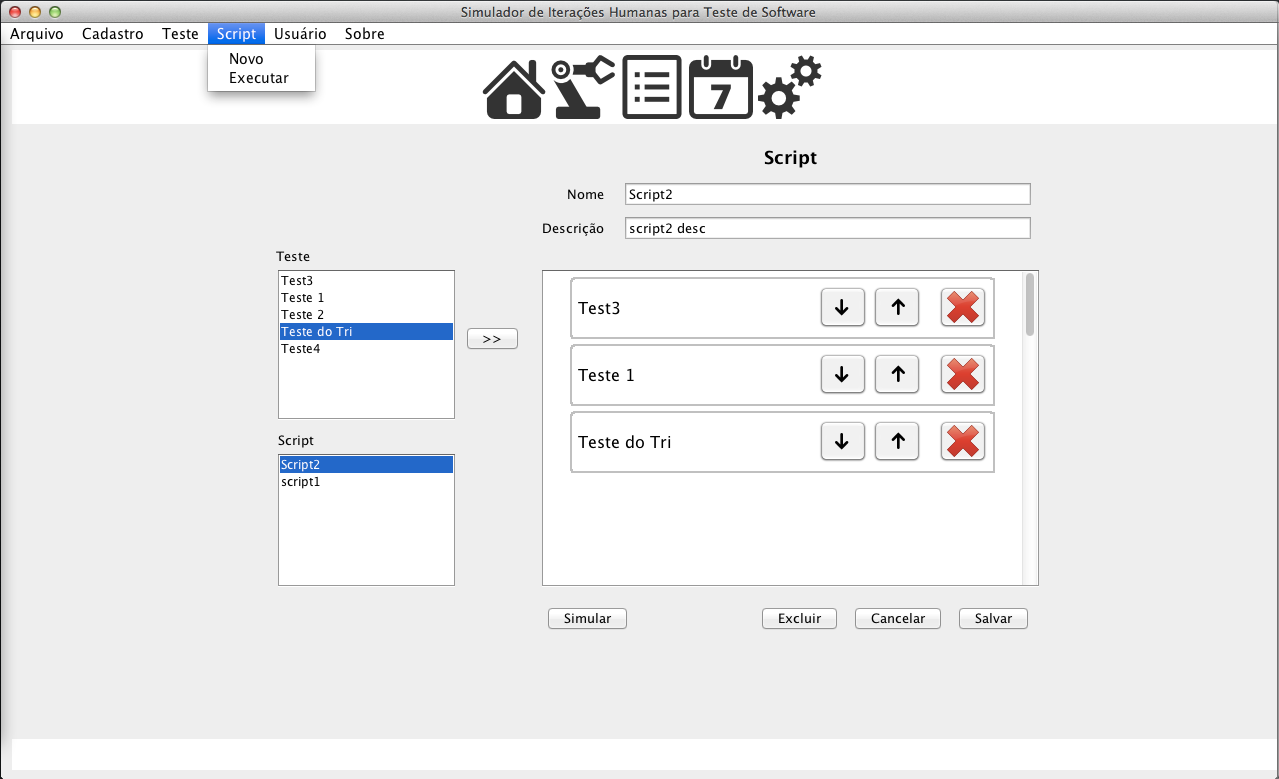 Simulador de Iterações Humanas para Teste de Software
Arquivo Cadastro Teste Script Usuário Sobre
Novo
Executar
7
Script
Nome Script2
Descrição script2 desc
Teste
Test3
Teste 1
Teste 2
Teste do Tri
Teste4
>>
Test3
Teste 1
Teste do Tri
Script
Script2
script1
Simular Excluir Cancelar Salvar